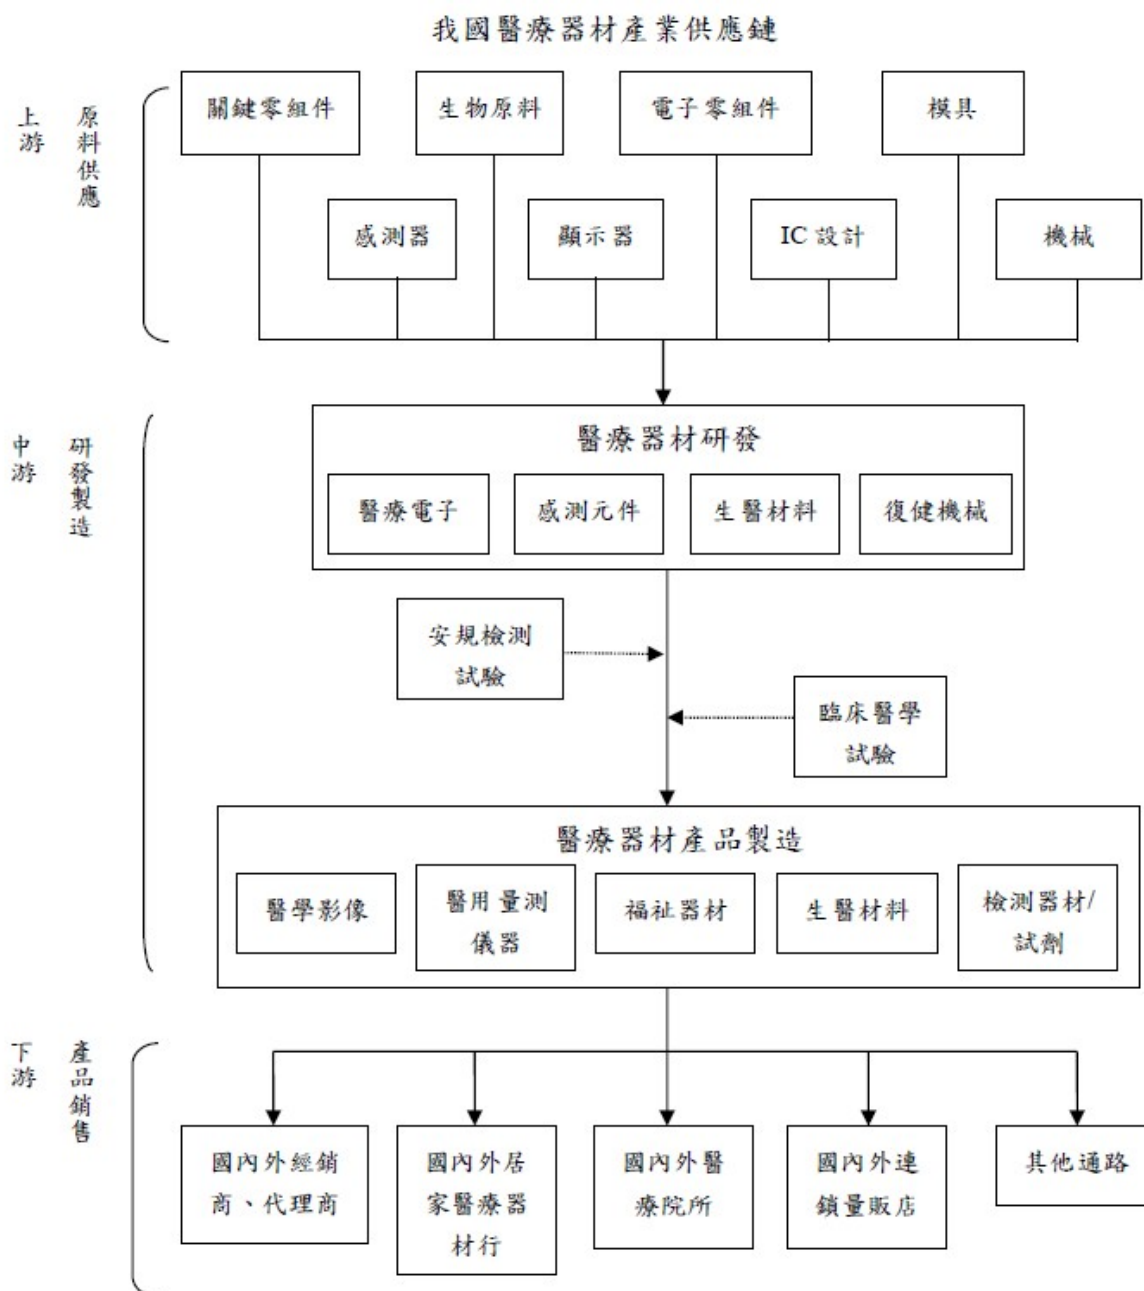 我國醫療器材產業供應鏈
上游
原料供應
關鍵零組件
生物原料
電子零組件
模具
感測器
顯示器
IC 設計
機械
中游
研發製造
醫療器材研發
醫療電子
感測元件
生醫材料
復健機械
安規檢測
試驗
臨床醫學
試驗
醫療器材產品製造
醫學影像
醫用量測
儀器
福祉器材
生醫材料
檢測器材/
試劑
下游
產品銷售
國內外經銷
商、代理商
國內外居
家醫療器
材行
國內外醫
療院所
國內外連
鎖量販店
其他通路